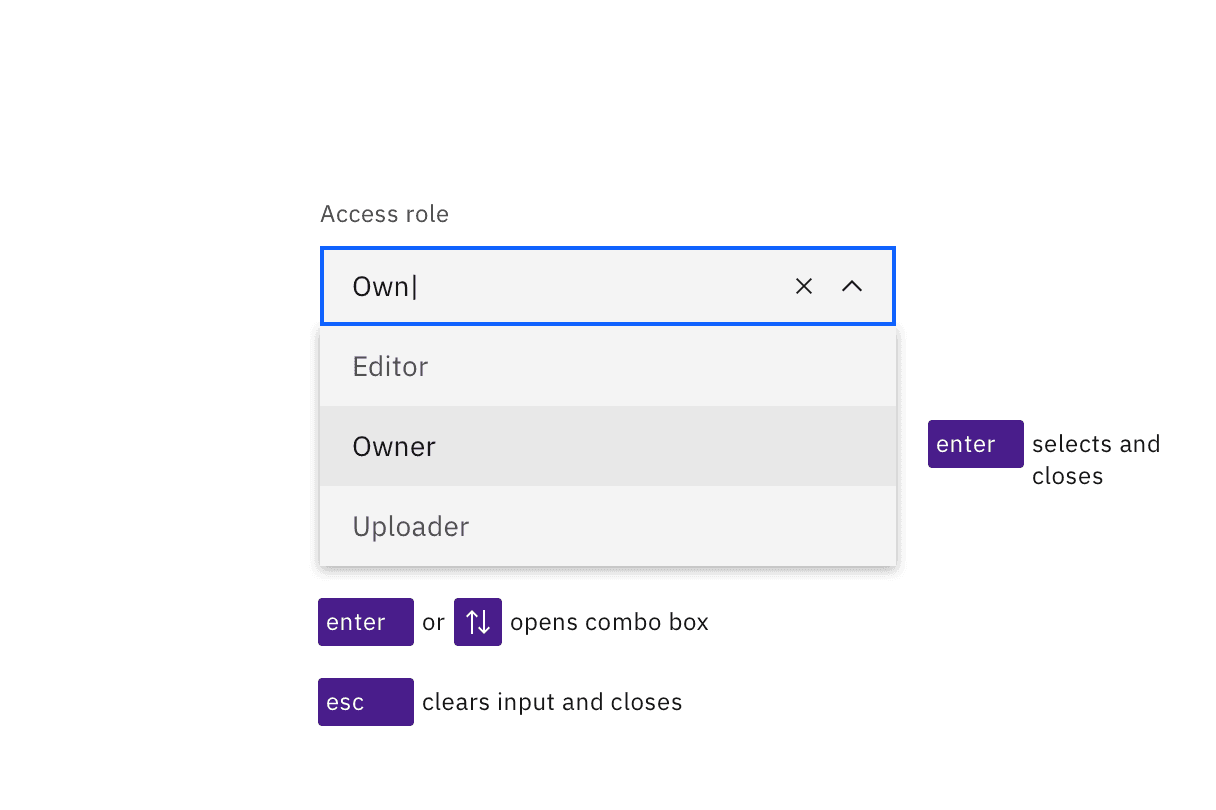 Access role
Own
Editor
Owner
enter selects and
closes
Uploader
enter or ↑↓ opens combo box
esc clears input and closes